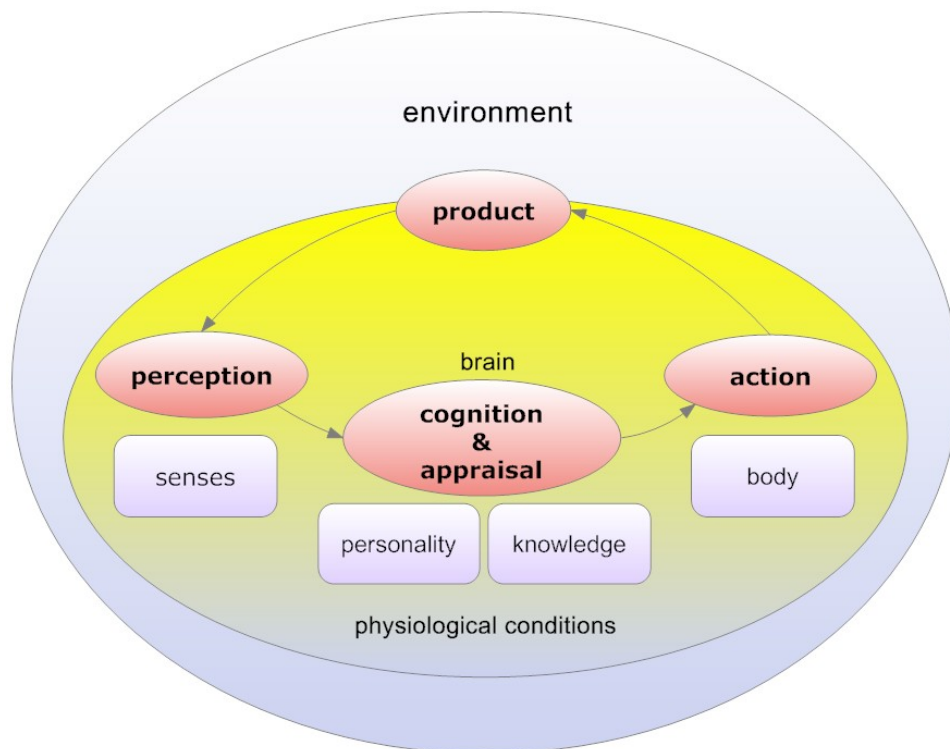 environment
product
perception
brain
action
cognition
&
appraisal
senses
body
personality
knowledge
physiological conditions